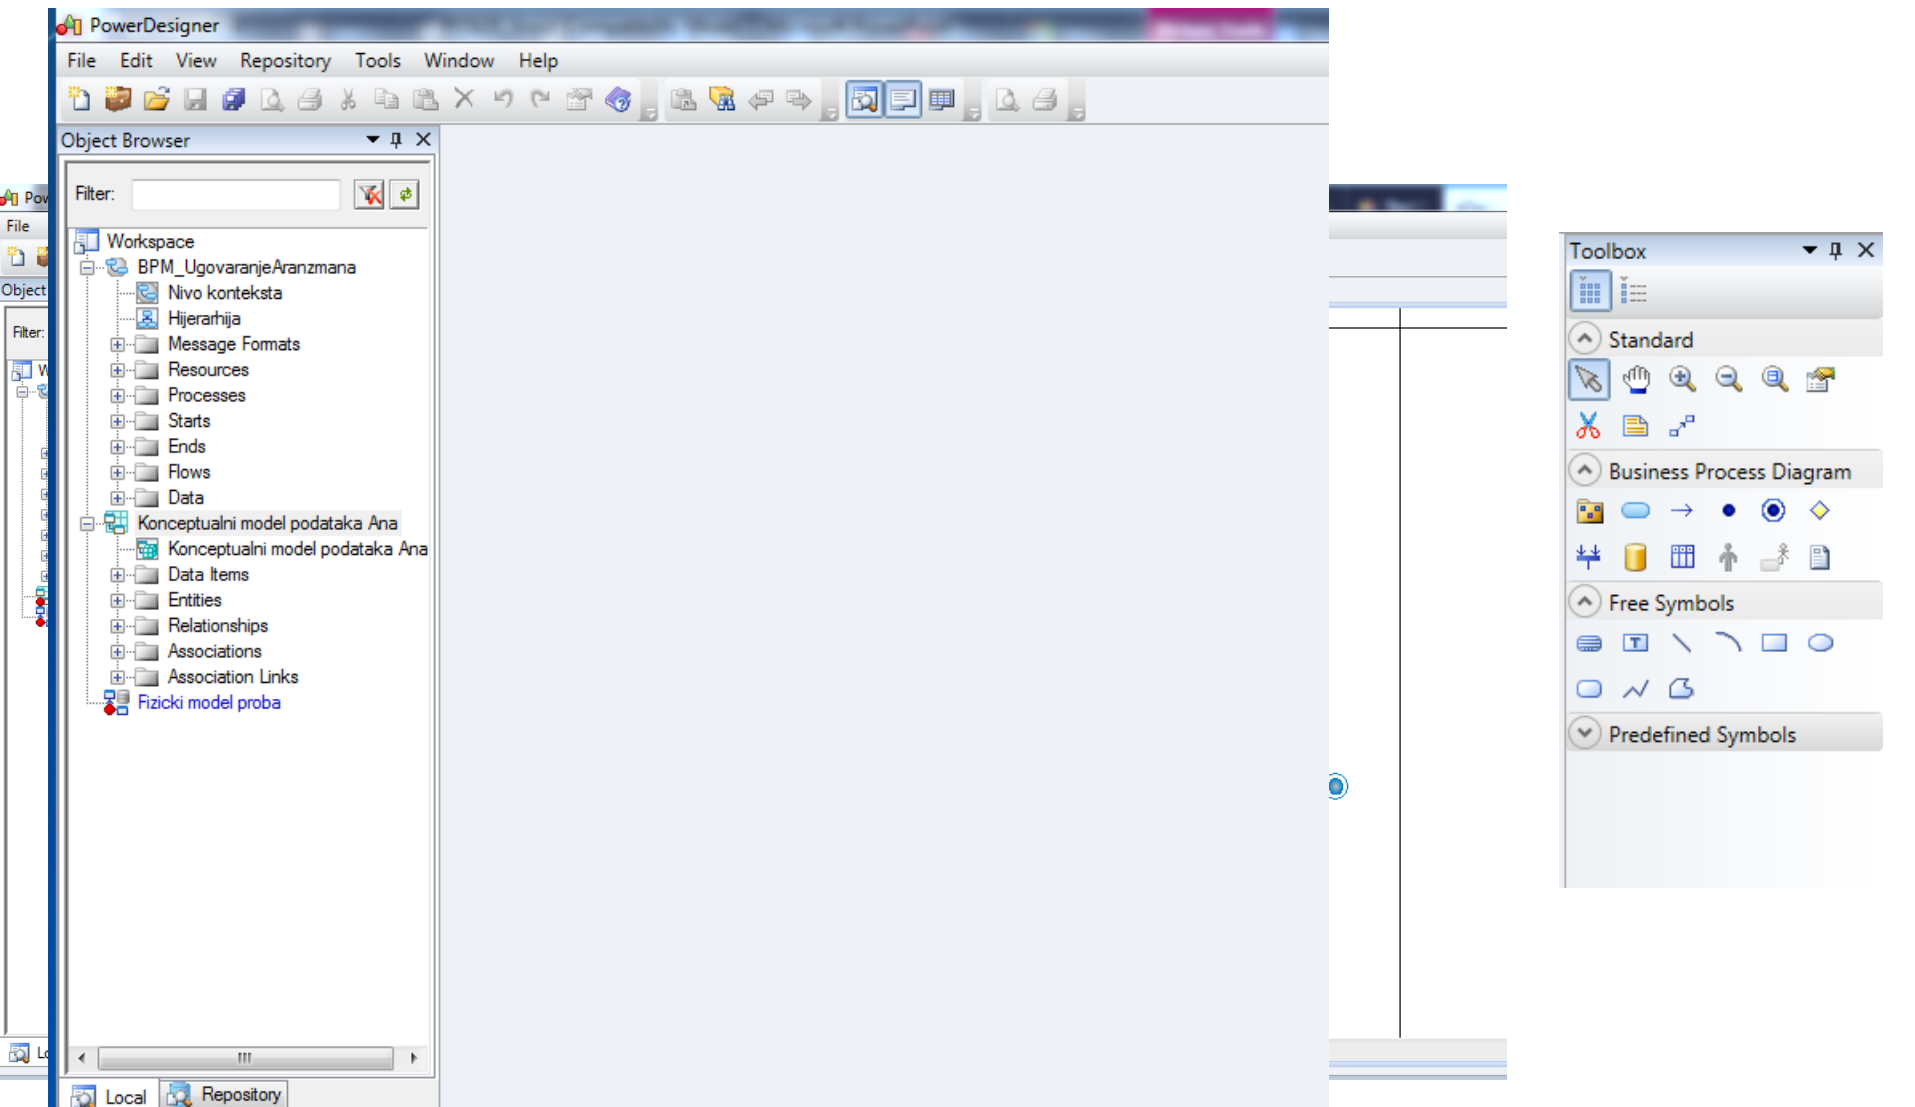 PowerDesigner
File Edit View Repository Tools Window Help
Object Browser
Filter:
Workspace
BPM_UgovaranjeAranzmana
Nivo konteksta
Hijerarhija
Message Formats
Resources
Processes
Starts
Ends
Flows
Data
Konceptualni model podataka Ana
Konceptualni model podataka Ana
Data Items
Entities
Relationships
Associations
Association Links
Fizicki model proba
Local Repository
Pow
File
Object
Filter:
W
Lo
Toolbox
Standard
Business Process Diagram
Free Symbols
Predefined Symbols